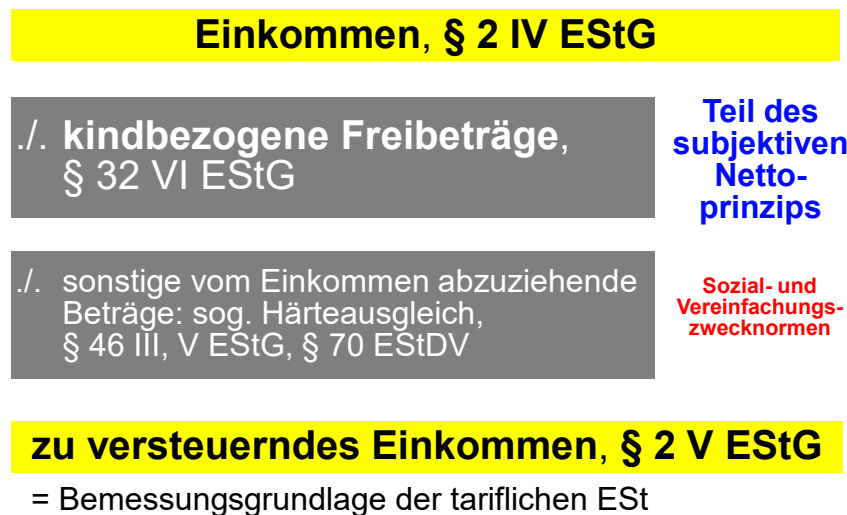 Einkommen, § 2 IV EStG
./. kindbezogene Freibeträge,
§ 32 VI EStG
Teil des
subjektiven
Netto-
prinzips
./. sonstige vom Einkommen abzuziehende
Beträge: sog. Härteausgleich,
§ 46 III, V EStG, § 70 EStDV
Sozial- und
Vereinfachungs-
zwecknormen
zu versteuerndes Einkommen, § 2 V EStG
= Bemessungsgrundlage der tariflichen ESt